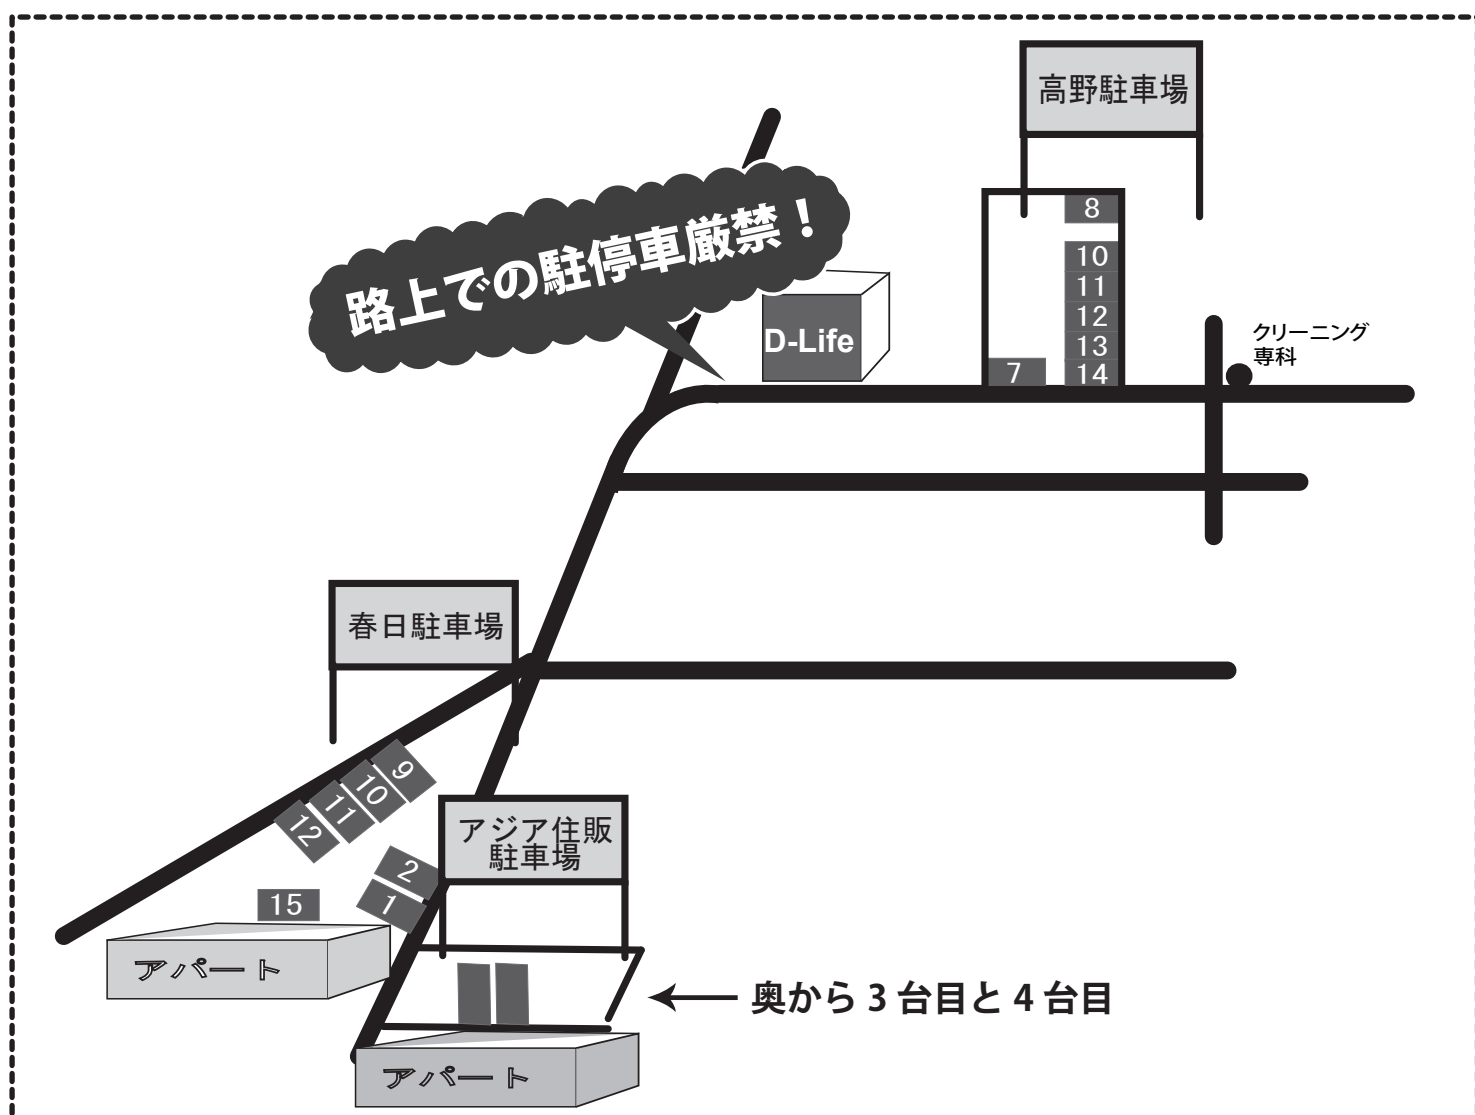 高野駐車場
8
路上での駐停車厳禁！
10
11
12
13
7
14
D-Life
クリーニング
専科
春日駐車場
9
10
11
12
アジア住販
駐車場
2
1
15
アパート
奥から 3 台目と 4 台目
アパート